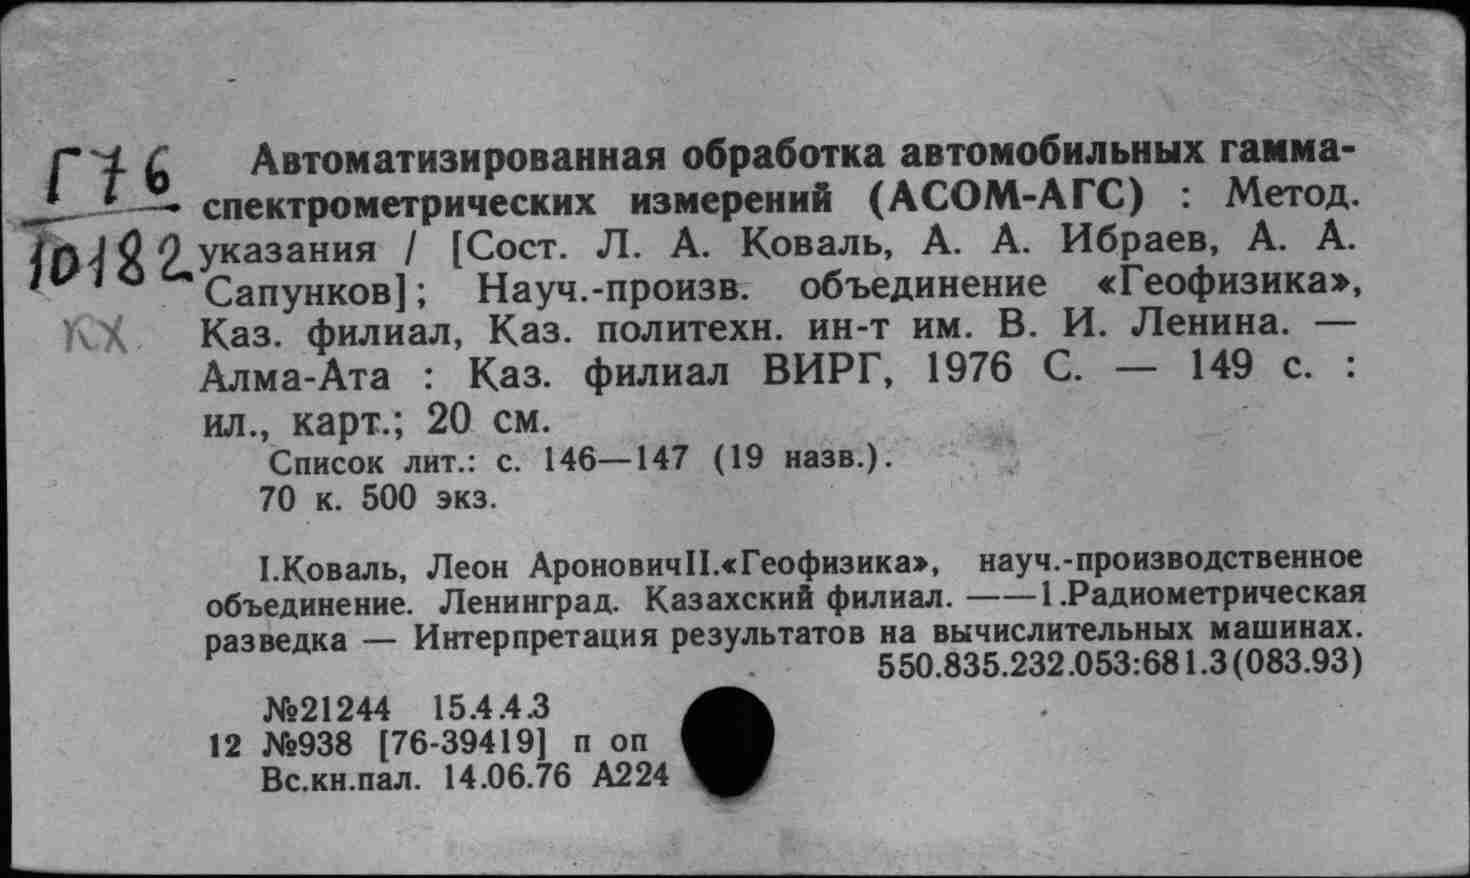 Г76
10182
КХ
Автоматизированная обработка автомобильных гамма-
спектрометрических измерений (АСОМ-АГС) : Метод.
указания / [Сост. Л. А. Коваль, А. А. Ибраев, А. А.
Сапунков]; Науч.-произв. объединение «Геофизика»,
Каз. филиал, Каз. политехн. ин-т им. В. И. Ленина. —
Алма-Ата : Каз. филиал ВИРГ, 1976 С. — 149 с. :
ил., карт.; 20 см.
Список лит.: с. 146—147 (19 назв.).
70 к. 500 экз.
I.Коваль, Леон АроновичII.«Геофизика», науч.-производственное
объединение. Ленинград. Казахский филиал. ——1.Радиометрическая
разведка — Интерпретация результатов на вычислительных машинах.
550.835.232.053:681.3(083.93)
№21244 15.4.4.3
12 №938 [76-39419] п оп
Вс.кн.пал. 14.06.76 А224